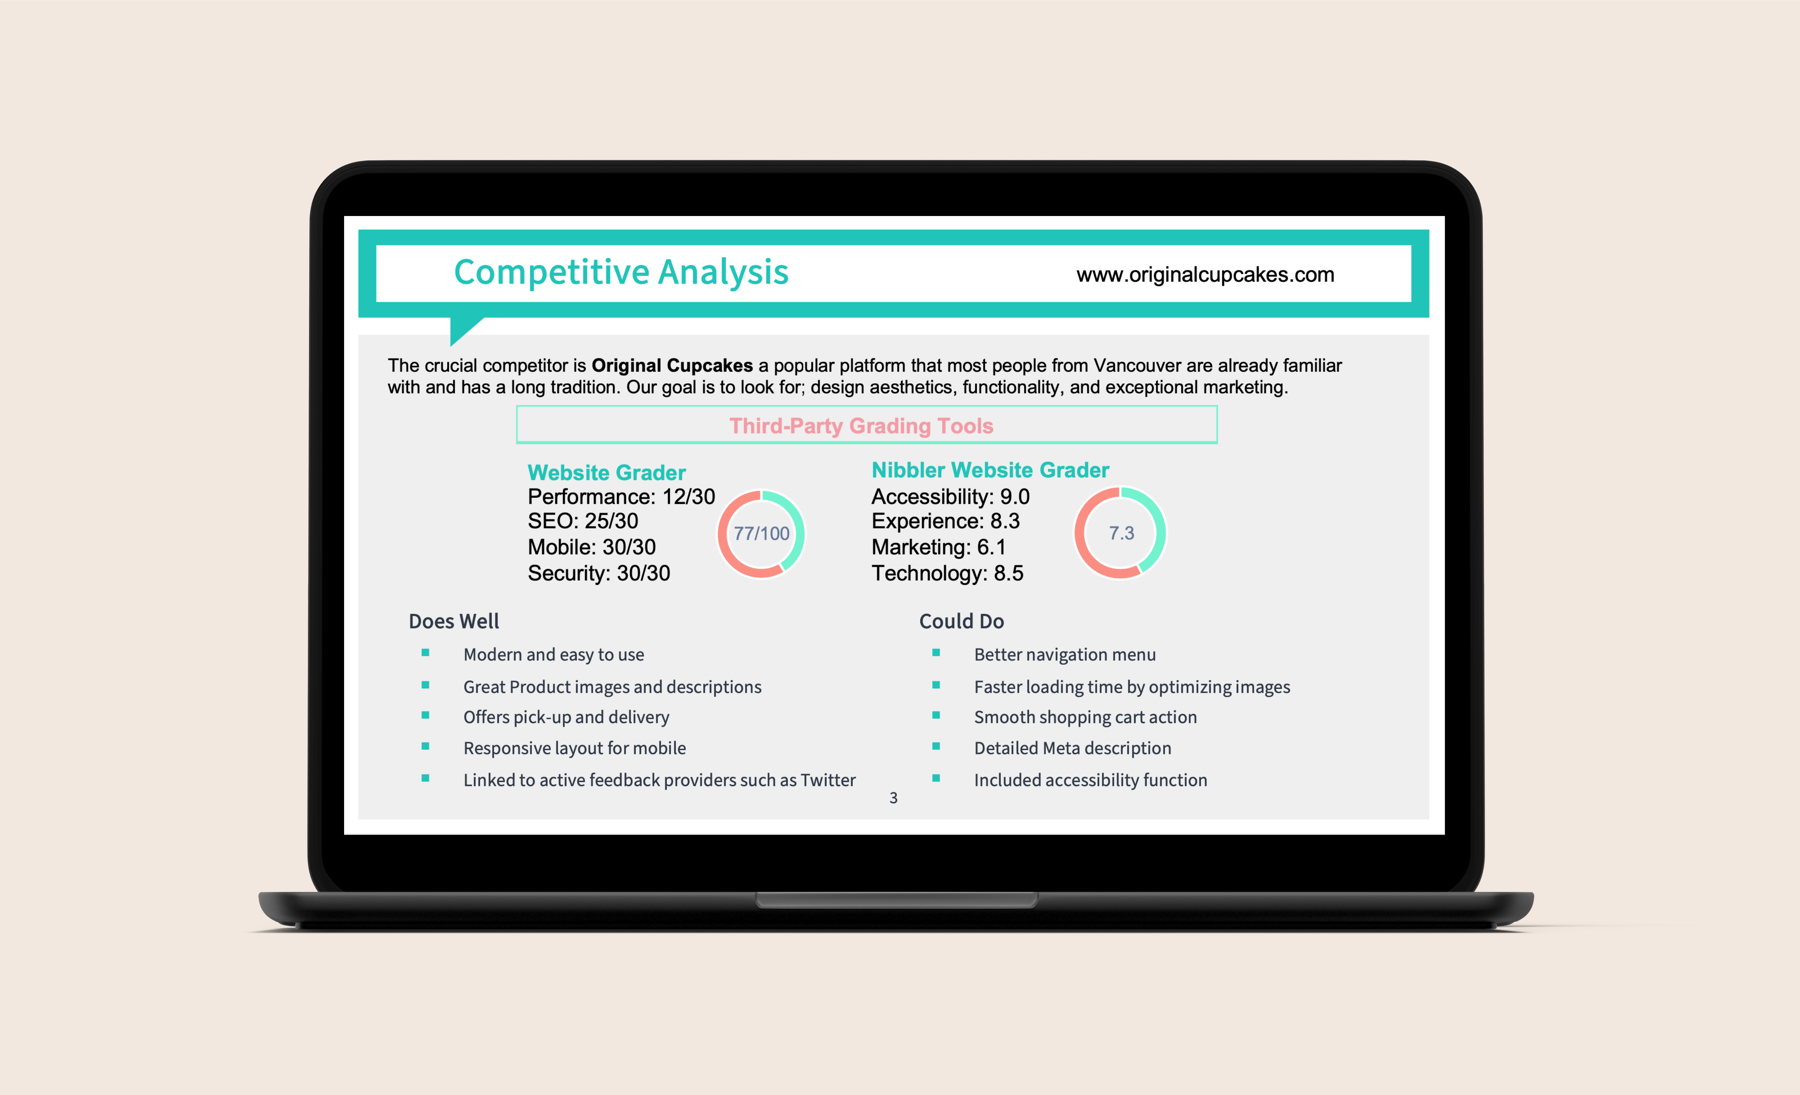 Competitive Analysis
www.originalcupcakes.com
The crucial competitor is Original Cupcakes a popular platform that most people from Vancouver are already familiar
with and has a long tradition. Our goal is to look for; design aesthetics, functionality, and exceptional marketing.
Third-Party Grading Tools
Website Grader
Performance: 12/30
SEO: 25/30
Mobile: 30/30
Security: 30/30
77/100
Nibbler Website Grader
Accessibility: 9.0
Experience: 8.3
Marketing: 6.1
Technology: 8.5
7.3
Does Well
Modern and easy to use
Great Product images and descriptions
Offers pick-up and delivery
Responsive layout for mobile
Linked to active feedback providers such as Twitter
Could Do
Better navigation menu
Faster loading time by optimizing images
Smooth shopping cart action
Detailed Meta description
Included accessibility function
3